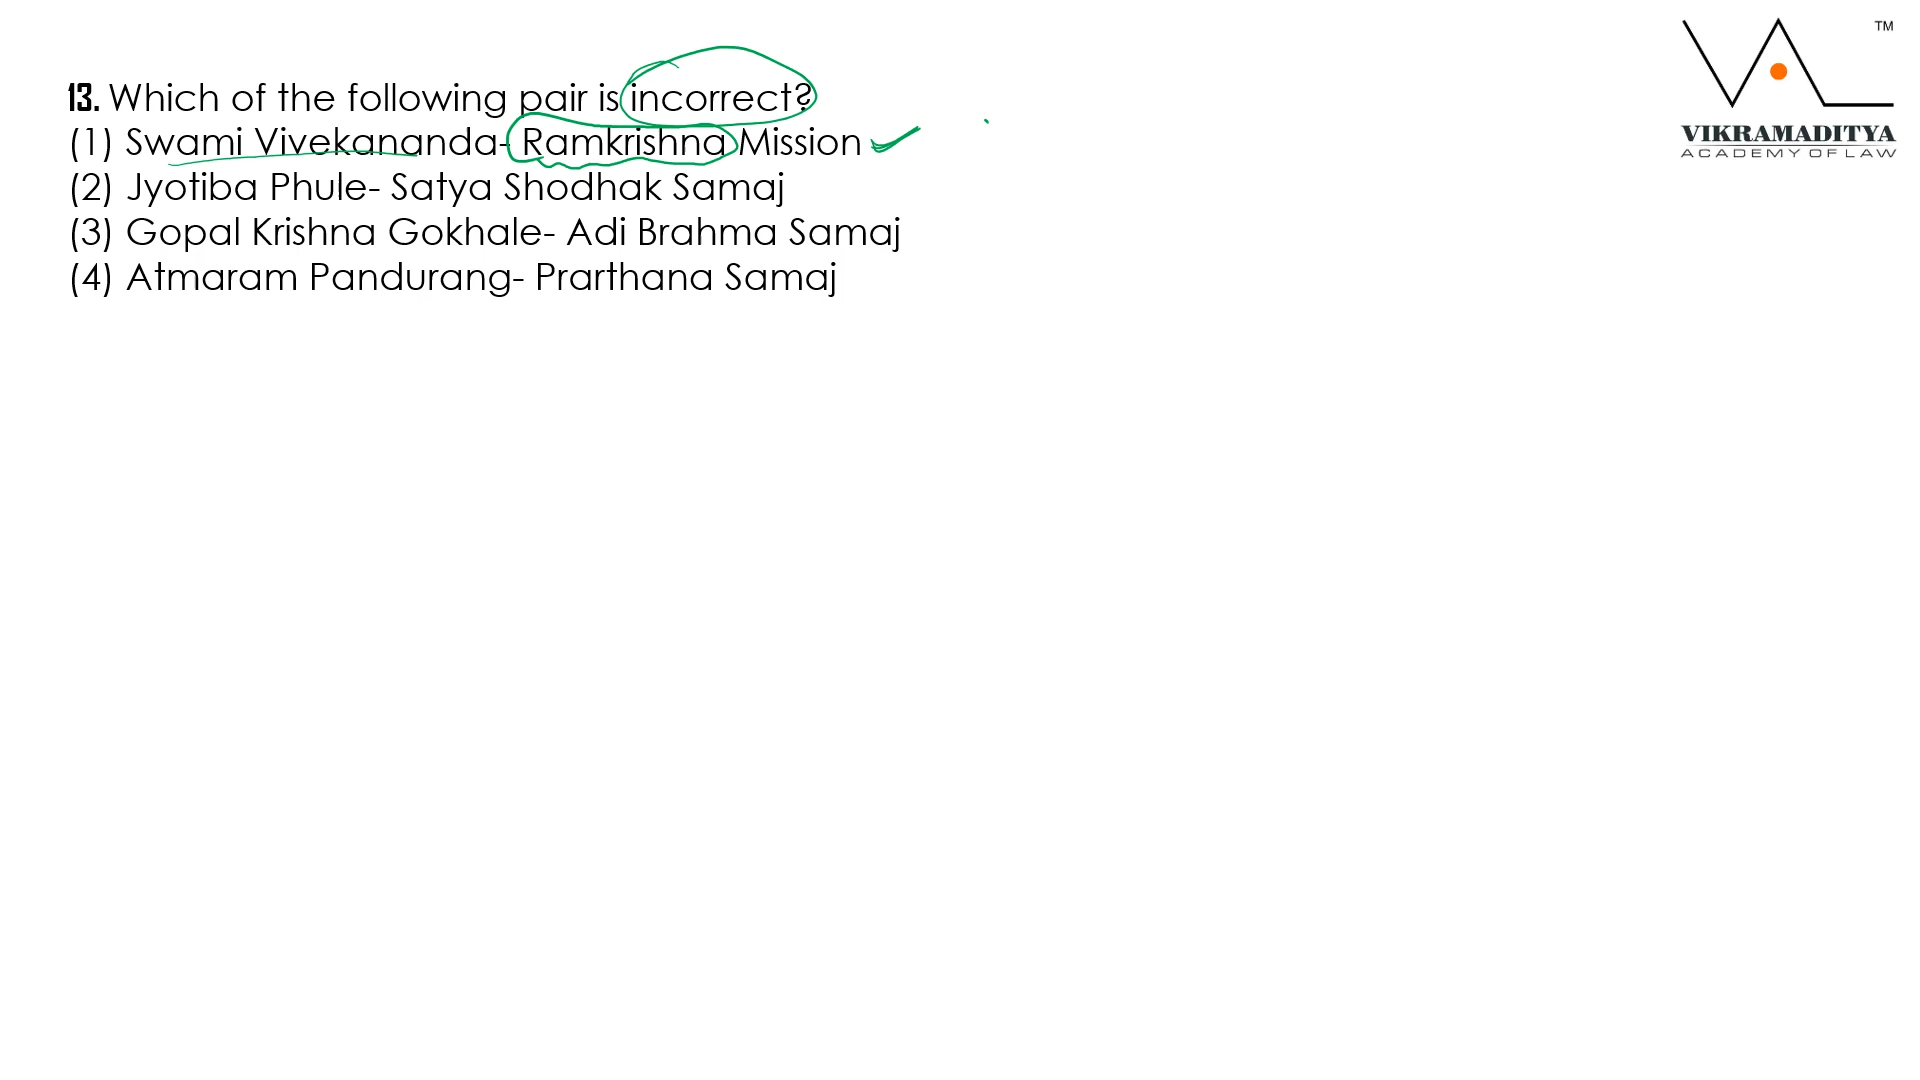 TM
VIKRAMADITYA
ACADEMY OF LAW
13. Which of the following pair is incorrect?
(1) Swami Vivekananda- Ramkrishna Mission
(2) Jyotiba Phule- Satya Shodhak Samaj
(3) Gopal Krishna Gokhale- Adi Brahma Samaj
(4) Atmaram Pandurang- Prarthana Samaj